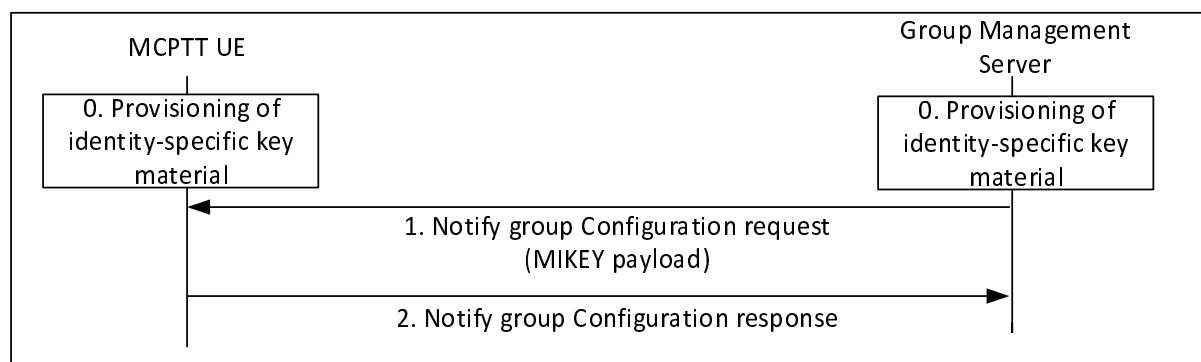 MCPTT UE
Group Management
Server
0. Provisioning of
identity-specific key
material
0. Provisioning of
identity-specific key
material
1. Notify group Configuration request
(MIKEY payload)
2. Notify group Configuration response